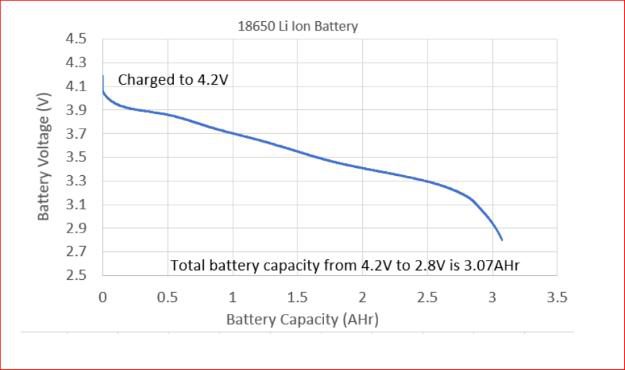 18650 Li Ion Battery
4.5
4.3
4.1
3.9
3.7
3.5
3.3
3.1
2.9
2.7
2.5
Battery Voltage (V)
Charged to 4.2V
Total battery capacity from 4.2V to 2.8V is 3.07AHr
0 0.5 1 1.5 2 2.5 3 3.5
Battery Capacity (AHr)